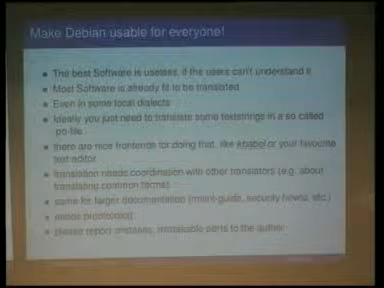 Make Debian usable for everyone!
The best Software is useless, if the users can't understand it
Most Software is already fit to be translated
Even in some local dialects
Ideally you just need to translate some textstrings in a so called
po-file
there are nice frontends for doing that, like kbabel or your favourite
text editor
translation needs coordination with other translators (e.g. about
translating common terms)
same for larger documentation (maint-guide, security howto, etc.)
needs
please report mistakes, mistakable parts to the author